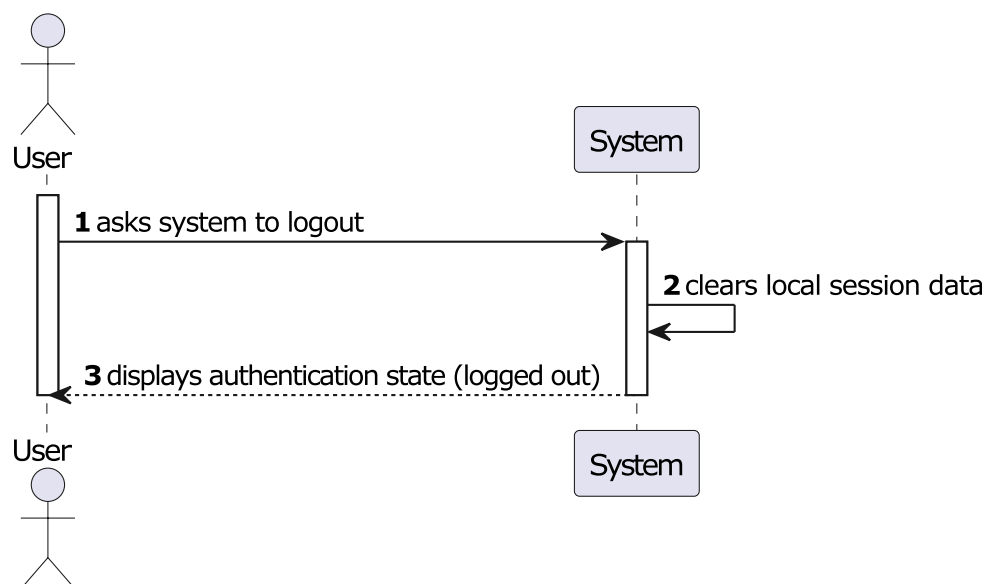 User
System
1 asks system to logout
2 clears local session data
3 displays authentication state (logged out)
User
System